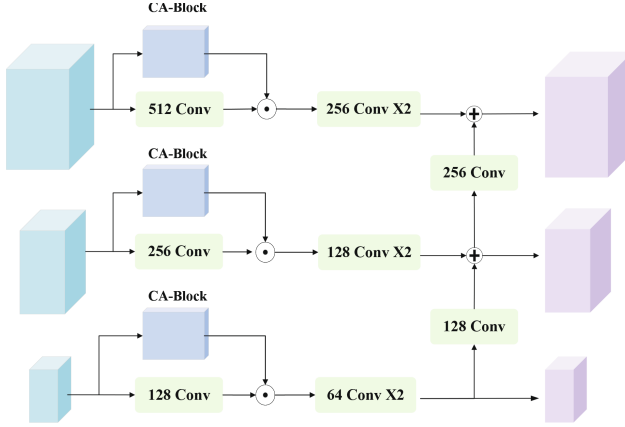 CA-Block
512 Conv
256 Conv X2
256 Conv
CA-Block
256 Conv
128 Conv X2
128 Conv
CA-Block
128 Conv
64 Conv X2